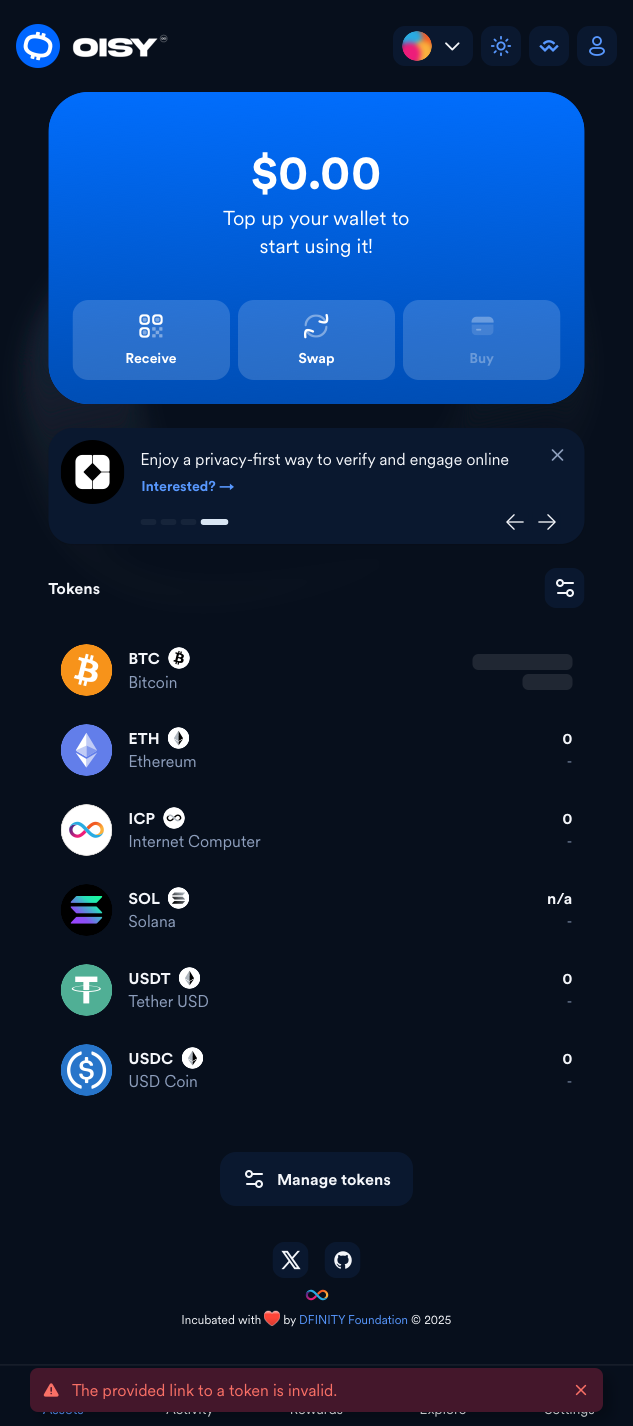 OISY
$0.00
Top up your wallet to
start using it!
Receive
Swap
Buy
Enjoy a privacy-first way to verify and engage online
Interested? →
Tokens
BTC
Bitcoin
ETH
0
Ethereum
-
ICP
0
Internet Computer
-
SOL
n/a
Solana
-
USDT
0
Tether USD
-
USDC
0
USD Coin
-
Manage tokens
Incubated with ❤️ by DFINITY Foundation © 2025
The provided link to a token is invalid.
Assets Activity Rewards Explore Settings